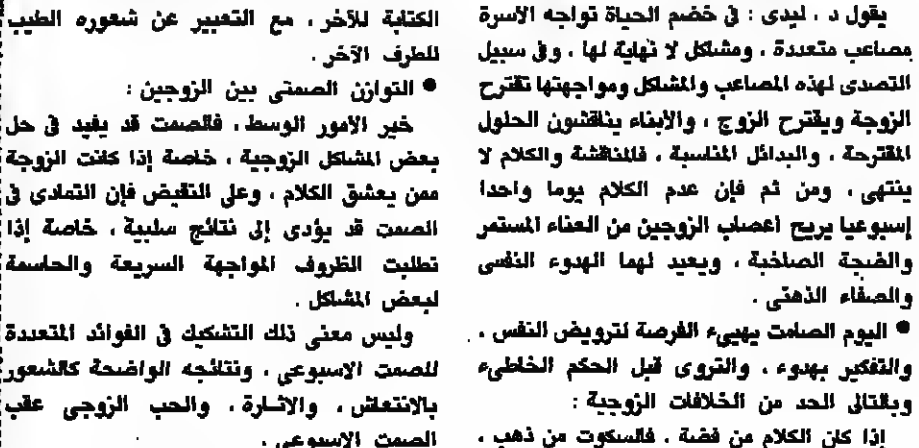 يقول د . ليدى : في خضم الحياة تواجه الاسرة
مصاعب متعددة ، ومشاكل لا نهاية لها ، وفى سبيل
التصدى لهذه المصاعب والمشاكل ومواجهتها تقترح
الزوجة ويقترح الزوج ، والأبناء يناقشون الحلول
المقترحة ، والبدائل المناسبة ، فالمناقشة والكلام لا
ينتهى ، ومن ثم فإن عدم الكلام يوما واحدا
إسبوعيا يريح أعصاب الزوجين من العناء المستمر
والضجة الصاخبة ، ويعيد لهما الهدوء النفسى
والصفاء الذهنى .
● اليوم الصامت يهيىء الفرصة لترويض النفس ،
والتفكير بهدوء ، والتروى قبل الحكم الخاطىء
وبالتالى الحد من الخلافات الزوجية :
إذا كان الكلام من فضة ، فالسكوت من ذهب ،
الكتابة للآخر ، مع التعبير عن شعوره الطيب
للطرف الآخر .
● التوازن الصمتى بين الزوجين :
خير الأمور الوسط ، فالصمت قد يفيد في حل
بعض المشاكل الزوجية ، خاصة إذا كانت الزوجة
ممن يعشق الكلام ، وعلى النقيض فإن التمادى في
الصمت قد يؤدى إلى نتائج سلبية ، خاصة إذا
تطلبت الظروف المواجهة السريعة والحاسمة
لبعض المشاكل .
وليس معنى ذلك التشكيك في الفوائد المتعددة
للصمت الاسبوعى ، ونتائجه الواضحة كالشعور
بالانتعاش ، والاثارة ، والحب الزوجى عقب
الصمت الاسبوعى .